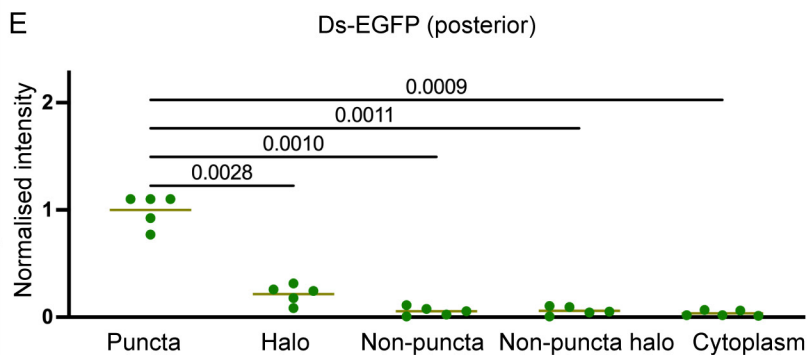 E
Ds-EGFP (posterior)
Normalised intensity
2
1
0
0.0009
0.0011
0.0010
0.0028
Puncta Halo Non-puncta Non-puncta halo Cytoplasm